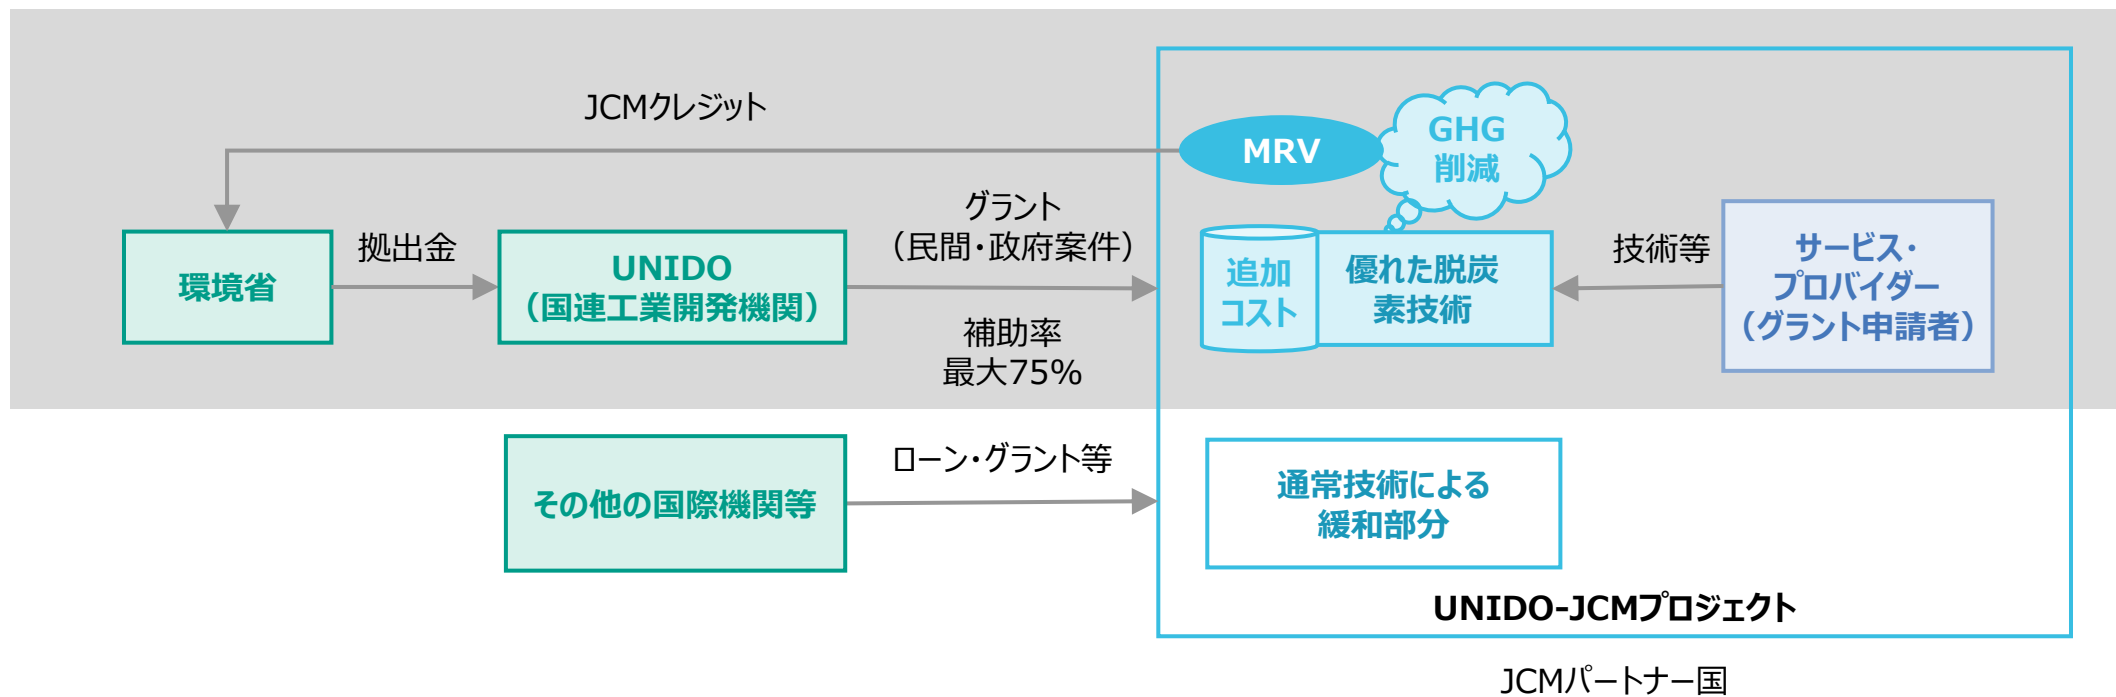 JCMクレジット
MRV
GHG
削減
環境省
拠出金
UNIDO
（国連工業開発機関）
グラント
（民間・政府案件）
補助率
最大75%
追加
コスト
優れた脱炭
素技術
技術等
サービス・
プロバイダー
（グラント申請者）
その他の国際機関等
ローン・グラント等
通常技術による
緩和部分
UNIDO-JCMプロジェクト
JCMパートナー国